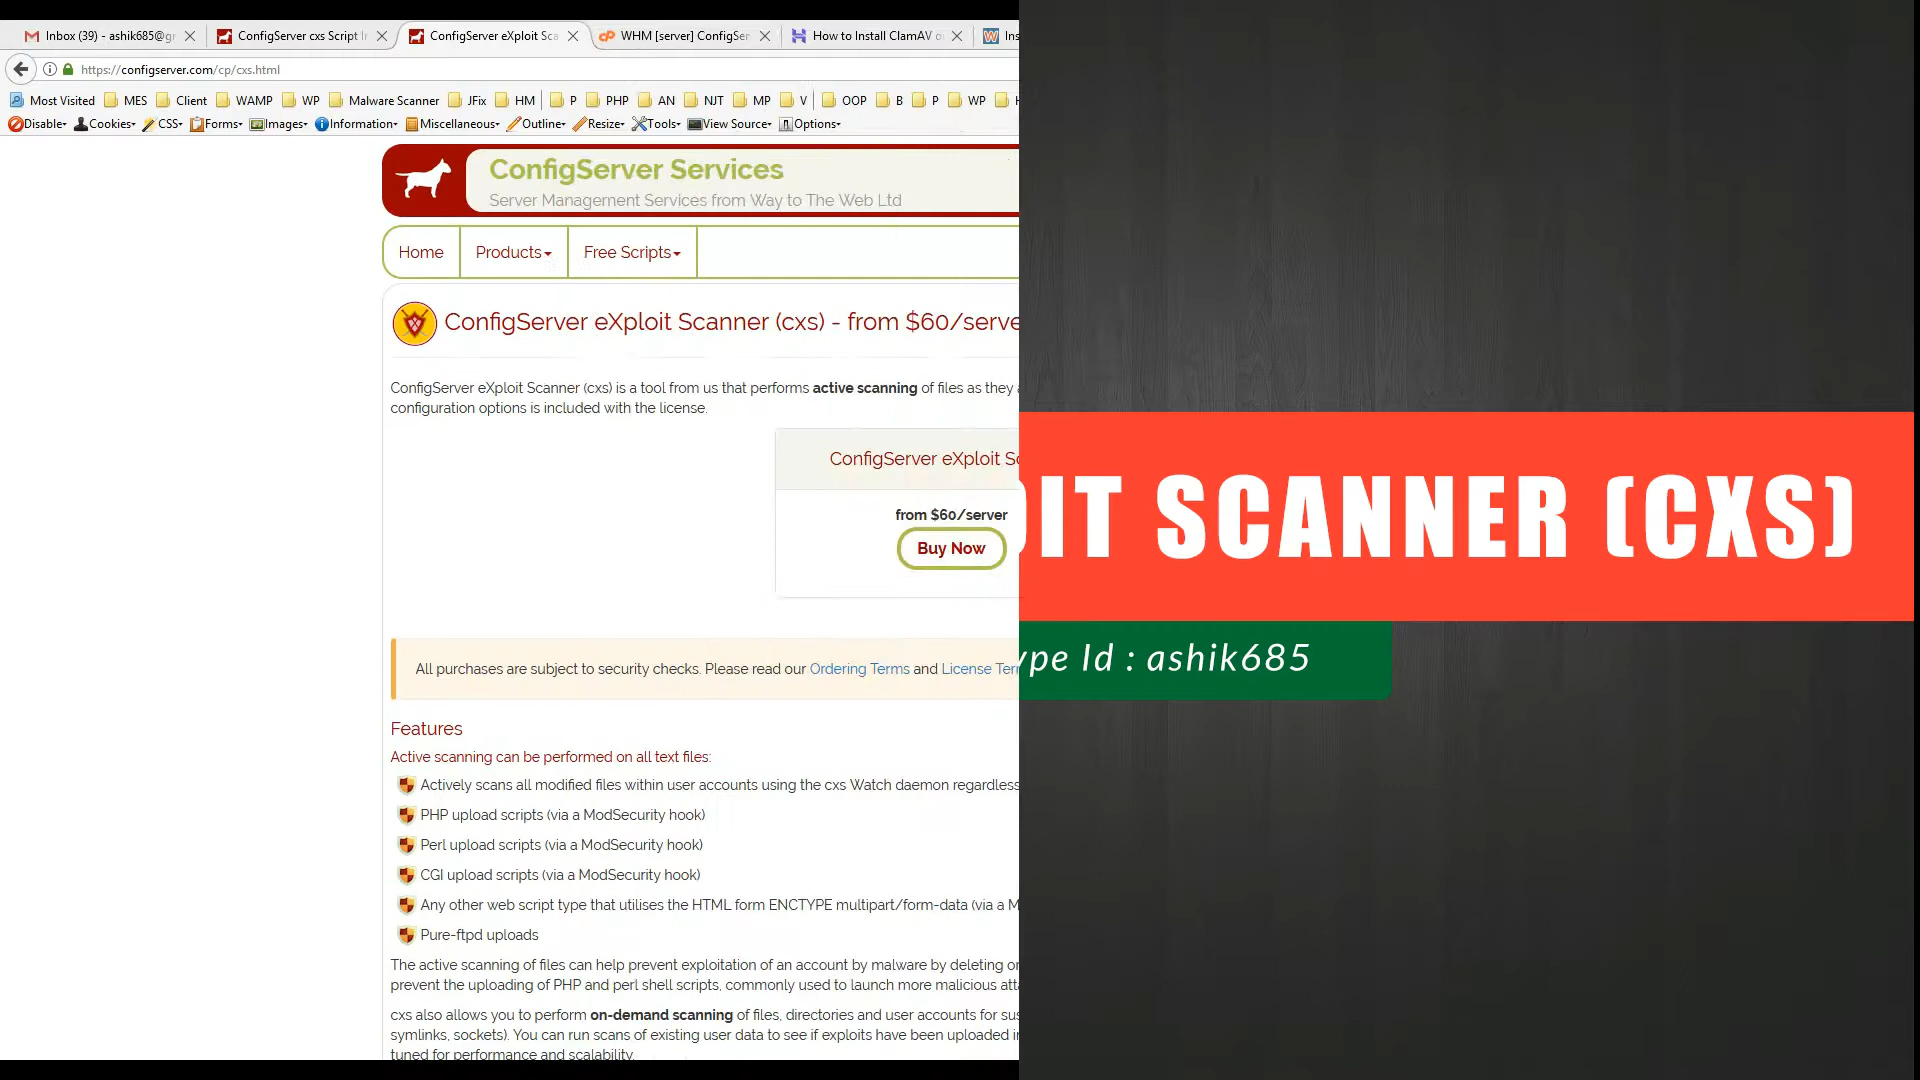 Inbox (39) - ashik685@g
ConfigServer cxs Script I
ConfigServer eXploit Sca
WHM [server] ConfigSer
How to Install ClamAV o
Ins
https://configserver.com/cp/cxs.html
Most Visited MES Client WAMP WP Malware Scanner JFix HM P PHP AN NJT MP V OOP B P WP
Disable Cookies CSS Forms Images Information Miscellaneous Outline Resize Tools View Source Options
ConfigServer Services
Server Management Services from Way to The Web Ltd
Home Products Free Scripts
ConfigServer eXploit Scanner (cxs) - from $60/serve
ConfigServer eXploit Scanner (cxs) is a tool from us that performs active scanning of files as they
configuration options is included with the license.
ConfigServer eXploit Sc
from $60/server
Buy Now
OIT SCANNER (CXS)
ype Id : ashik685
All purchases are subject to security checks. Please read our Ordering Terms and License Ter
Features
Active scanning can be performed on all text files:
Actively scans all modified files within user accounts using the cxs Watch daemon regardless
PHP upload scripts (via a ModSecurity hook)
Perl upload scripts (via a ModSecurity hook)
CGI upload scripts (via a ModSecurity hook)
Any other web script type that utilises the HTML form ENCTYPE multipart/form-data (via a M
Pure-ftpd uploads
The active scanning of files can help prevent exploitation of an account by malware by deleting or
prevent the uploading of PHP and perl shell scripts, commonly used to launch more malicious att
cxs also allows you to perform on-demand scanning of files, directories and user accounts for sus
symlinks, sockets). You can run scans of existing user data to see if exploits have been uploaded i
tuned for performance and scalability.